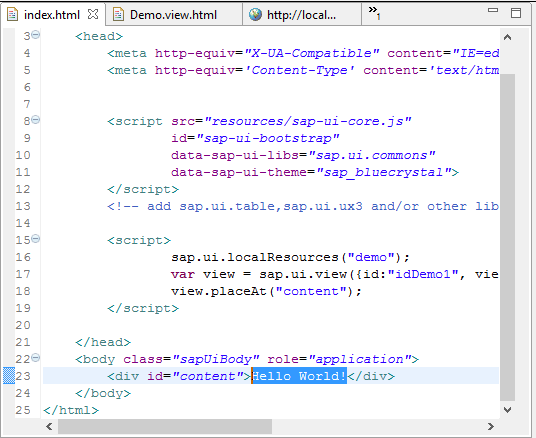 index.html Demo.view.html http://local... »1
3 <head>
4 <meta http-equiv="X-UA-Compatible" content="IE=ed
5 <meta http-equiv='Content-Type' content='text/htm
6
7
8 <script src="resources/sap-ui-core.js"
9 id="sap-ui-bootstrap"
10 data-sap-ui-libs="sap.ui.commons"
11 data-sap-ui-theme="sap_bluecrystal">
12 </script>
13 <!-- add sap.ui.table,sap.ui.ux3 and/or other lib
14
15 <script>
16 sap.ui.localResources("demo");
17 var view = sap.ui.view({id:"idDemo1", vie
18 view.placeAt("content");
19 </script>
20
21 </head>
22 <body class="sapUiBody" role="application">
23 <div id="content">Hello World!</div>
24 </body>
25 </html>